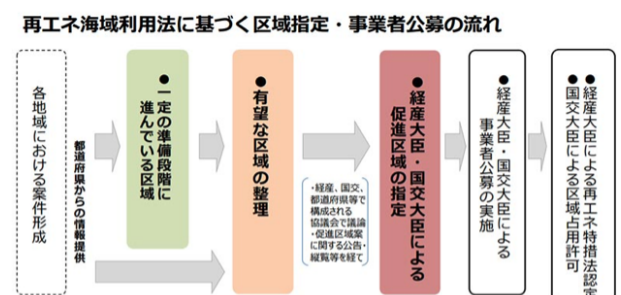 再エネ海域利用法に基づく区域指定・事業者公募の流れ
各地域における案件形成
都道府県からの情報提供
●一定の準備段階に
進んでいる区域
●有望な区域の整理
・経産、国交、
都道府県等で
構成される
協議会で議論
・促進区域案
に関する公告・
縦覧等を経て
●経産大臣・国交大臣による
促進区域の指定
●経産大臣・国交大臣による
事業者公募の実施
●経産大臣による再エネ特措法認定
●国交大臣による区域占用許可